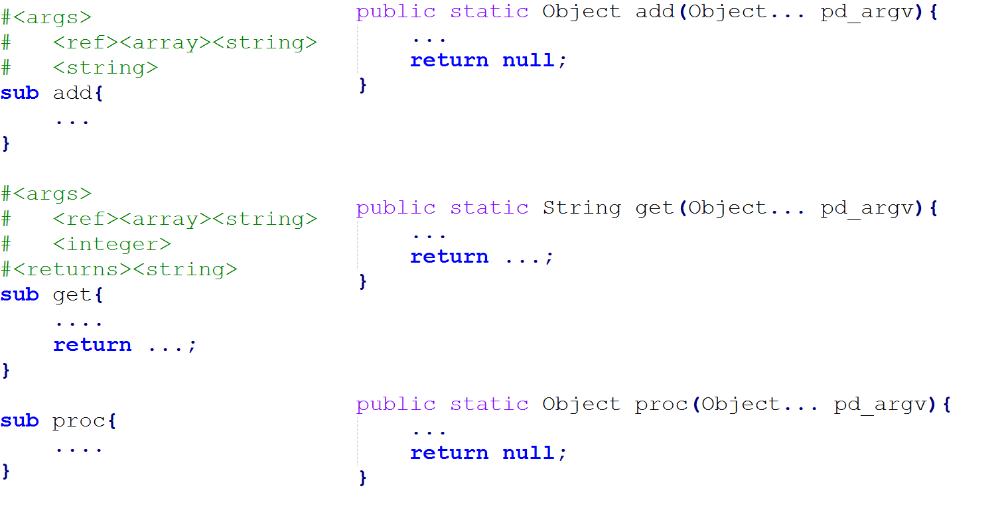 #<args>
#   <ref><array><string>
#   <string>
sub add{
    ...
}
#<args>
#   <ref><array><string>
#   <integer>
#<returns><string>
sub get{
    ....
    return ...;
}
sub proc{
    ....
}
public static Object add(Object... pd_argv){
    ...
    return null;
}
public static String get(Object... pd_argv){
    ...
    return ...;
}
public static Object proc(Object... pd_argv){
    ...
    return null;
}